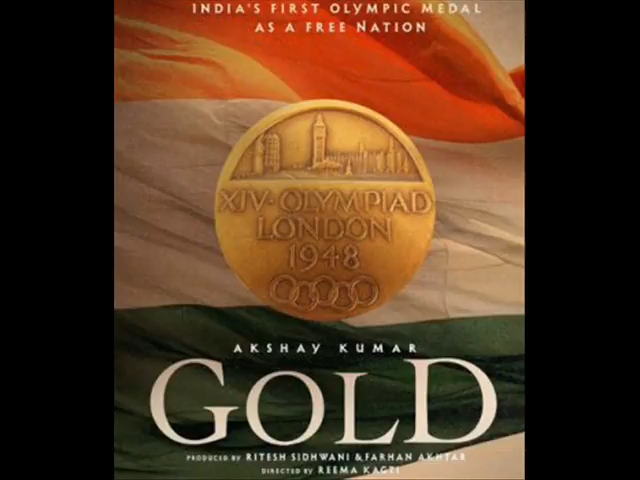 INDIA'S FIRST OLYMPIC MEDAL
AS A FREE NATION
XIV·OLYMPIAD
LONDON
1948
AKSHAY KUMAR
GOLD
PRODUCED BY RITESH SIDHWANI & FARHAN AKHTAR
DIRECTED BY REEMA KAGTI